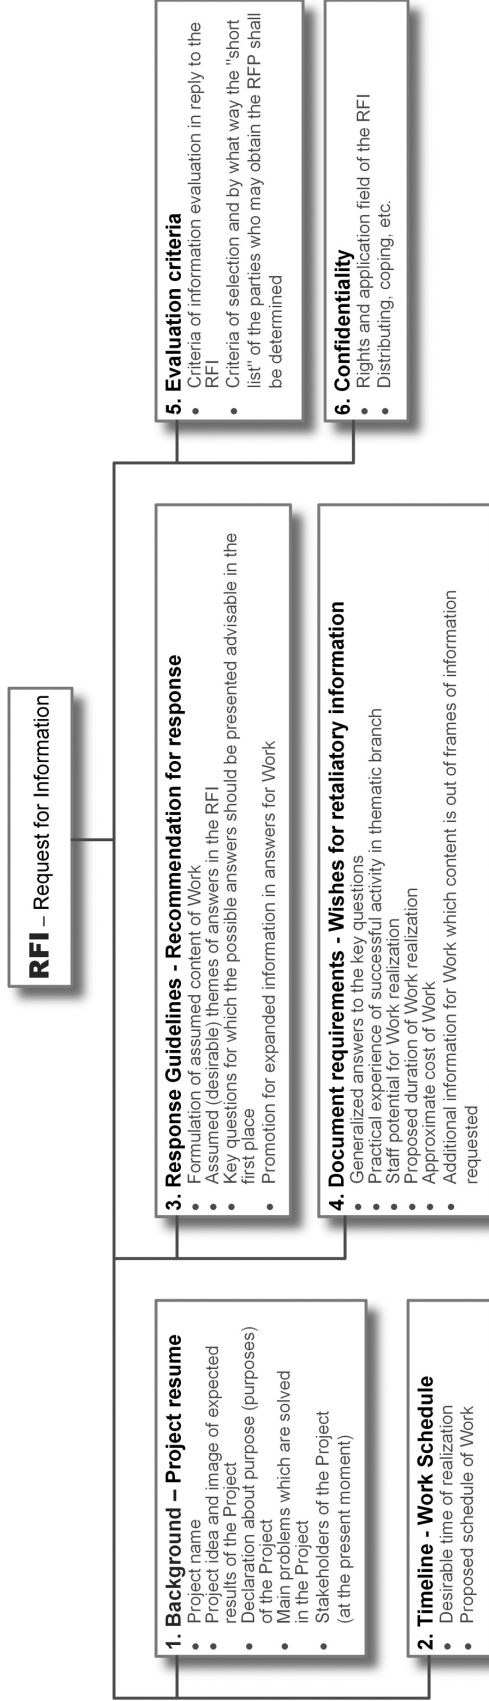 RFI – Request for Information
1. Background – Project resume
• Project name
• Project idea and image of expected
results of the Project
• Declaration about purpose (purposes)
of the Project
• Main problems which are solved
in the Project
• Stakeholders of the Project
(at the present moment)
2. Timeline - Work Schedule
• Desirable time of realization
• Proposed schedule of Work
3. Response Guidelines - Recommendation for response
• Formulation of assumed content of Work
• Assumed (desirable) themes of answers in the RFI
• Key questions for which the possible answers should be presented advisable in the
first place
• Promotion for expanded information in answers for Work
4. Document requirements - Wishes for retaliatory information
• Generalized answers to the key questions
• Practical experience of successful activity in thematic branch
• Staff potential for Work realization
• Proposed duration of Work realization
• Approximate cost of Work
• Additional information for Work which content is out of frames of information
requested
5. Evaluation criteria
• Criteria of information evaluation in reply to the
RFI
• Criteria of selection and by what way the "short
list" of the parties who may obtain the RFP shall
be determined
6. Confidentiality
• Rights and application field of the RFI
• Distributing, coping, etc.